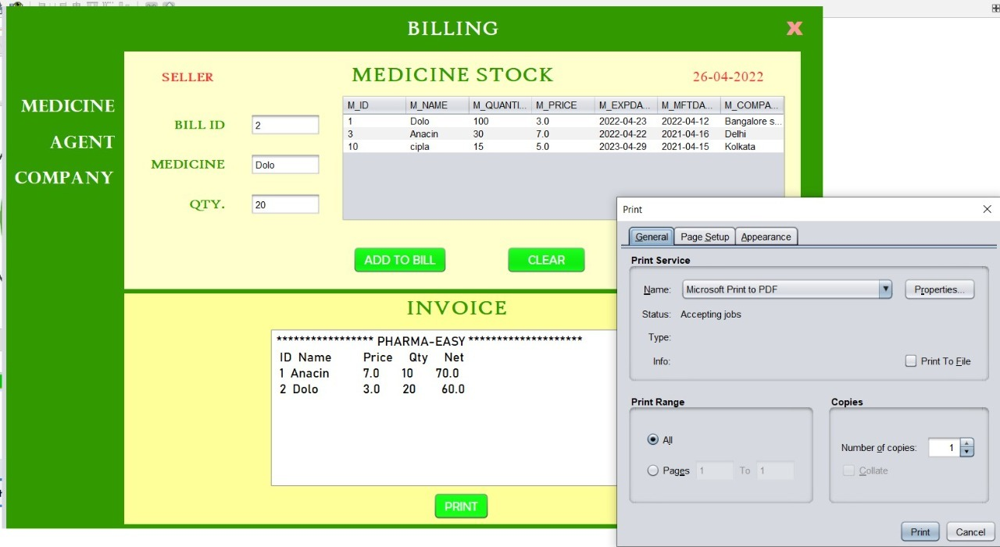 BILLING X
SELLER
MEDICINE STOCK
26-04-2022
MEDICINE
AGENT
COMPANY
BILL ID 2
MEDICINE Dolo
QTY. 20
M_ID M_NAME M_QUANTI... M_PRICE M_EXPDA... M_MFTDA... M_COMPA...
1 Dolo 100 3.0 2022-04-23 2022-04-12 Bangalore s...
3 Anacin 30 7.0 2022-04-22 2021-04-16 Delhi
10 cipla 15 5.0 2023-04-29 2021-04-15 Kolkata
ADD TO BILL CLEAR
INVOICE
***************** PHARMA-EASY ********************
ID Name Price Qty Net
1 Anacin 7.0 10 70.0
2 Dolo 3.0 20 60.0
PRINT
Print
General Page Setup Appearance
Print Service
Name: Microsoft Print to PDF Properties...
Status: Accepting jobs
Type:
Info: Print To File
Print Range
All
Pages 1 To 1
Copies
Number of copies: 1
Collate
Print Cancel